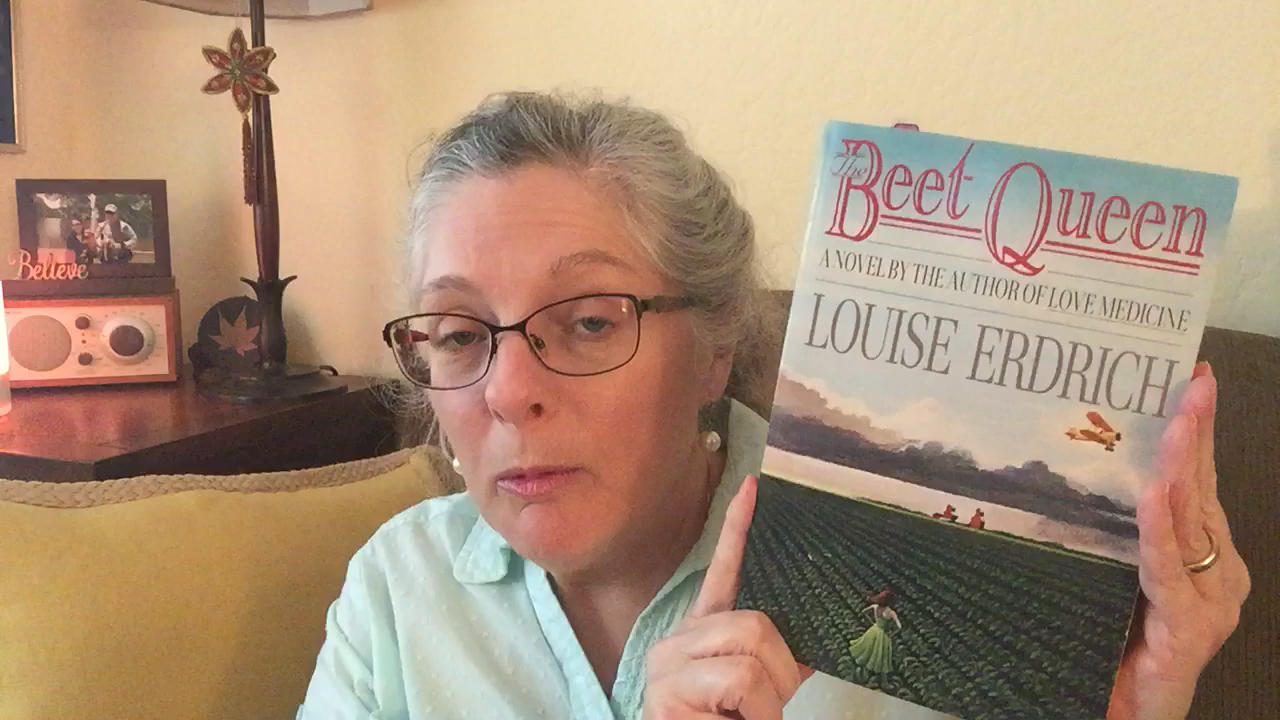 Believe
The
Beet Queen
A NOVEL BY THE AUTHOR OF LOVE MEDICINE
LOUISE ERDRICH